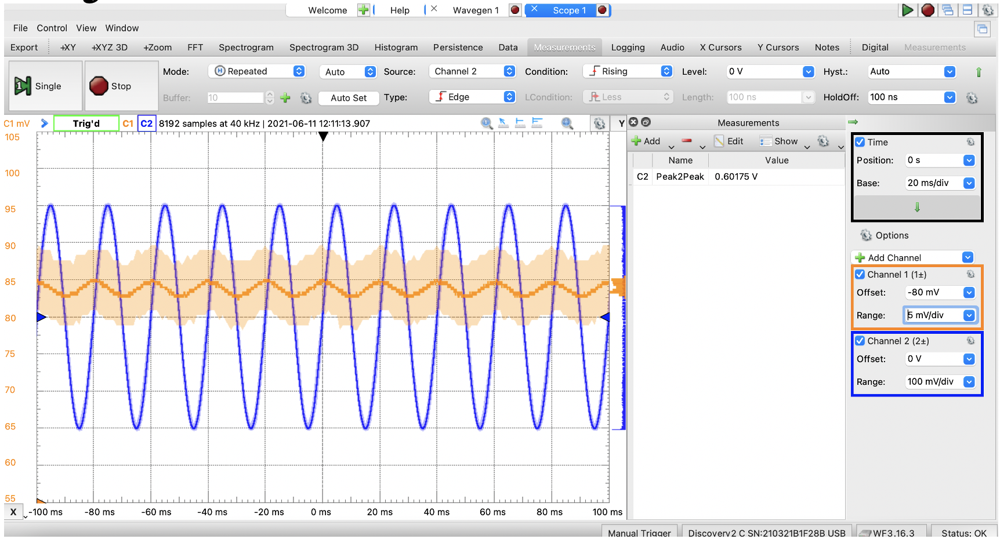 Welcome Help Wavegen 1 Scope 1
File Control View Window
Export +XY +XYZ 3D +Zoom FFT Spectrogram Spectrogram 3D Histogram Persistence Data Measurements Logging Audio X Cursors Y Cursors Notes Digital Measurements
Single Stop Mode: Repeated Auto Source: Channel 2 Condition: Rising Level: 0 V Hyst.: Auto
Buffer: 10 Auto Set Type: Edge LCondition: Less Length: 100 ns HoldOff: 100 ns
C1 mV Trig'd C1 C2 8192 samples at 40 kHz | 2021-06-11 12:11:13.907 Y
105
100
95
90
85
80
75
70
65
60
55
X -100 ms -80 ms -60 ms -40 ms -20 ms 0 ms 20 ms 40 ms 60 ms 80 ms 100 ms
Measurements
Add Edit Show
Name Value
C2 Peak2Peak 0.60175 V
Time
Position: 0 s
Base: 20 ms/div
Options
Add Channel
Channel 1 (1±)
Offset: -80 mV
Range: 5 mV/div
Channel 2 (2±)
Offset: 0 V
Range: 100 mV/div
Manual Trigger Discovery2 C SN:210321B1F28B USB WF3.16.3 Status: OK